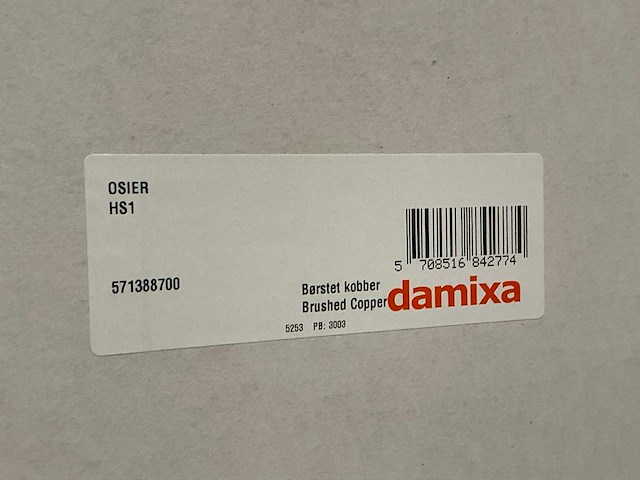 OSIER
HS1
571388700
5 708516 842774
Børstet kobber
Brushed Copper
damixa
5253 PB: 3003